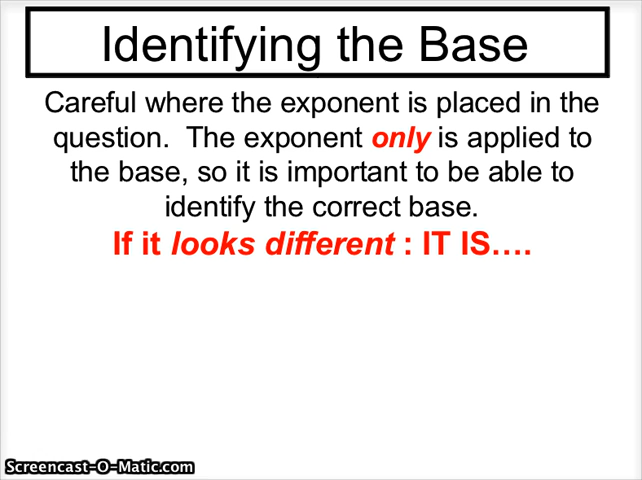 Identifying the Base
Careful where the exponent is placed in the
question. The exponent only is applied to
the base, so it is important to be able to
identify the correct base.
If it looks different : IT IS....
Screencast-O-Matic.com